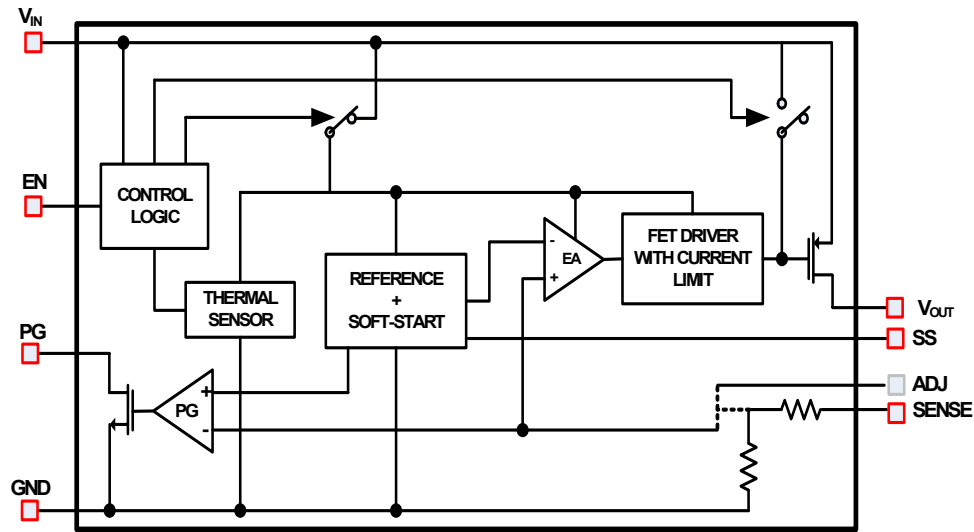 VIN
EN
CONTROL
LOGIC
THERMAL
SENSOR
REFERENCE
+
SOFT-START
-
EA
+
FET DRIVER
WITH CURRENT
LIMIT
VOUT
SS
ADJ
SENSE
PG
+
PG
-
GND